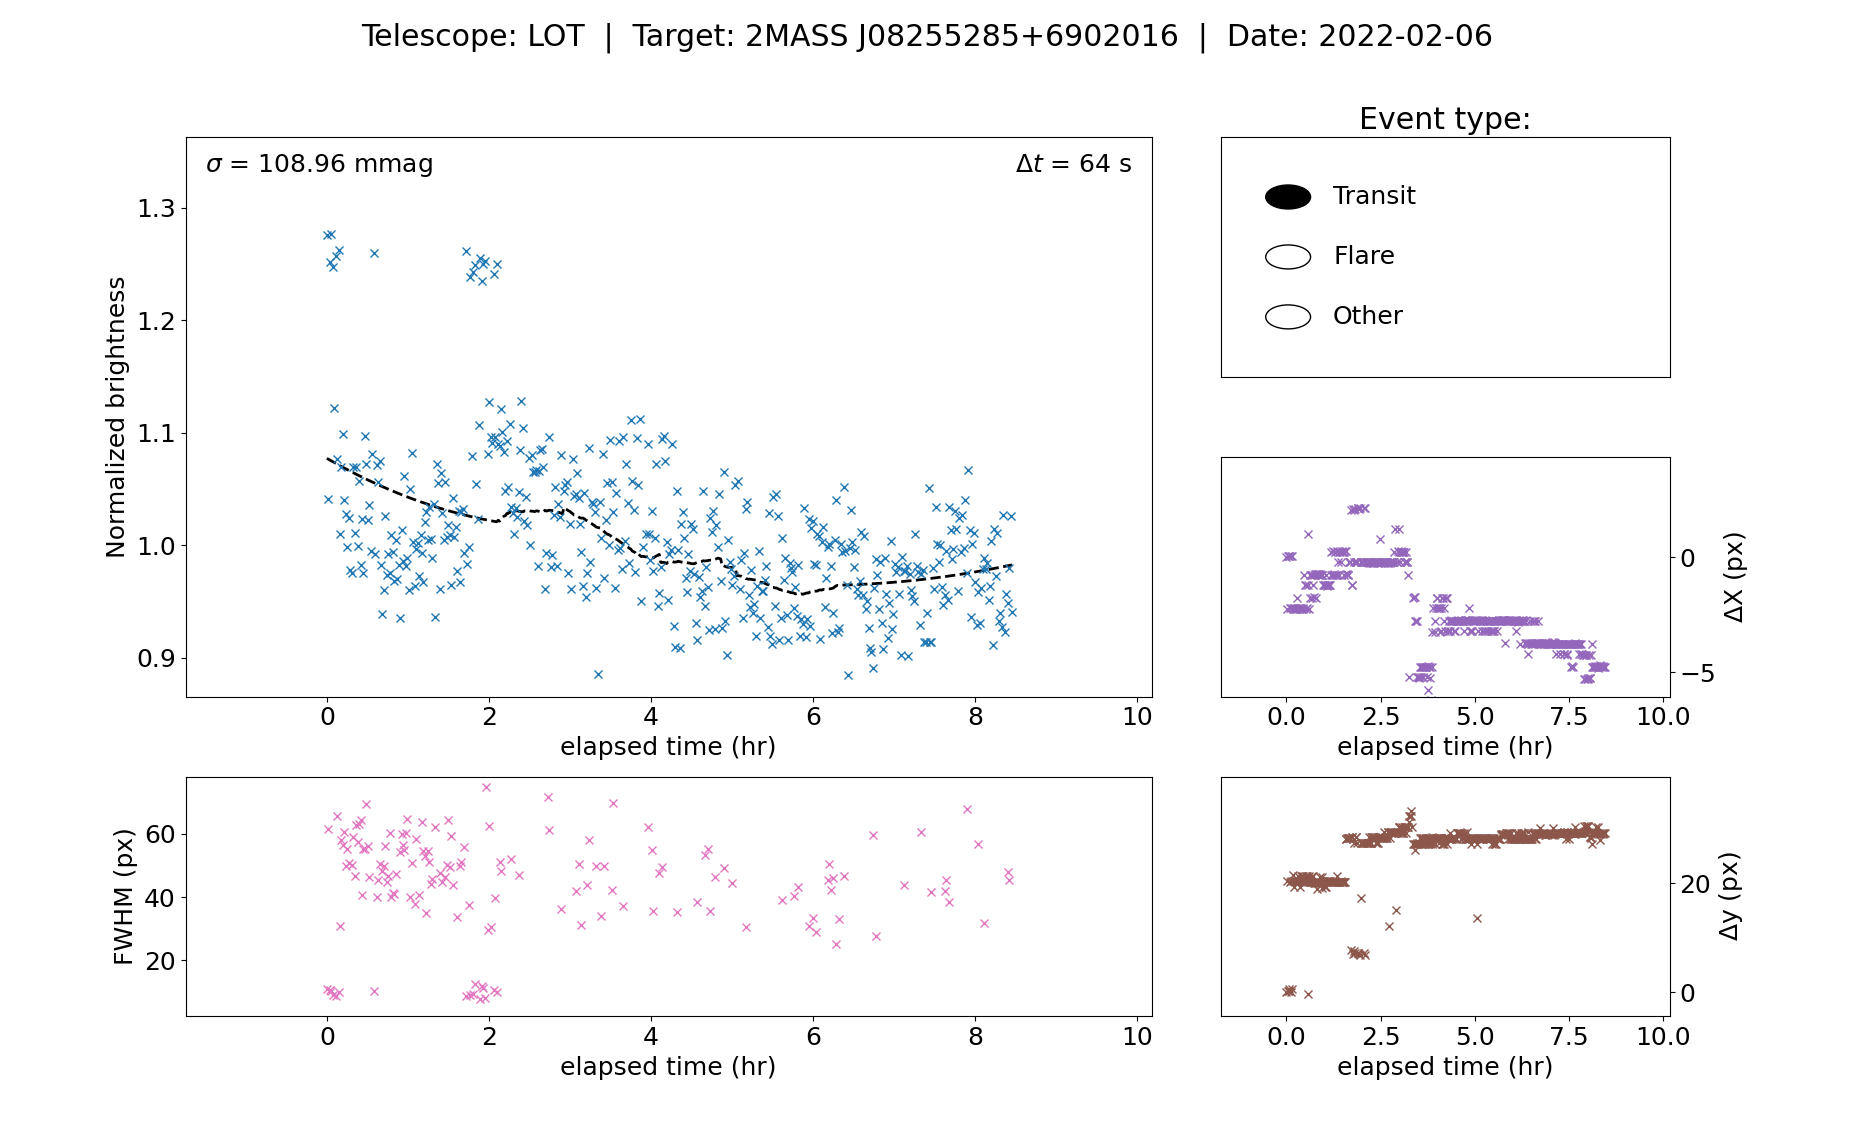 Telescope: LOT | Target: 2MASS J08255285+6902016 | Date: 2022-02-06
Event type:
σ = 108.96 mmag
Δt = 64 s
Transit
Flare
Other
Normalized brightness
1.3
1.2
1.1
1.0
0.9
0 2 4 6 8 10
elapsed time (hr)
ΔX (px)
0
−5
0.0 2.5 5.0 7.5 10.0
elapsed time (hr)
FWHM (px)
60
40
20
0 2 4 6 8 10
elapsed time (hr)
Δy (px)
20
0
0.0 2.5 5.0 7.5 10.0
elapsed time (hr)